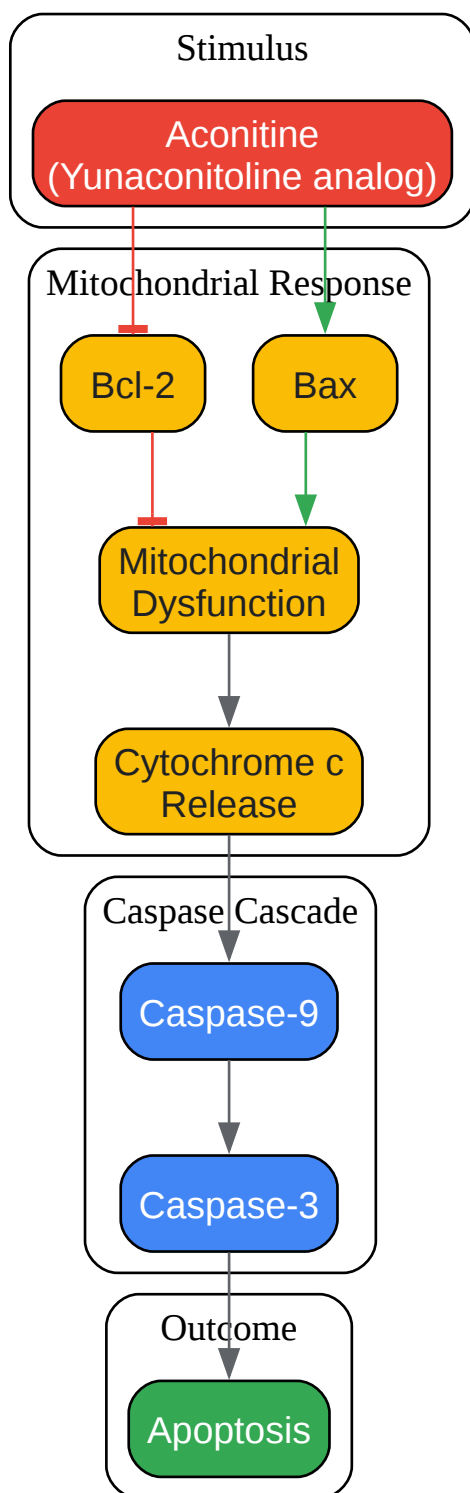 Stimulus
Aconitine
(Yunaconitoline analog)
Mitochondrial Response
Bcl-2
Bax
Mitochondrial
Dysfunction
Cytochrome c
Release
Caspase Cascade
Caspase-9
Caspase-3
Outcome
Apoptosis